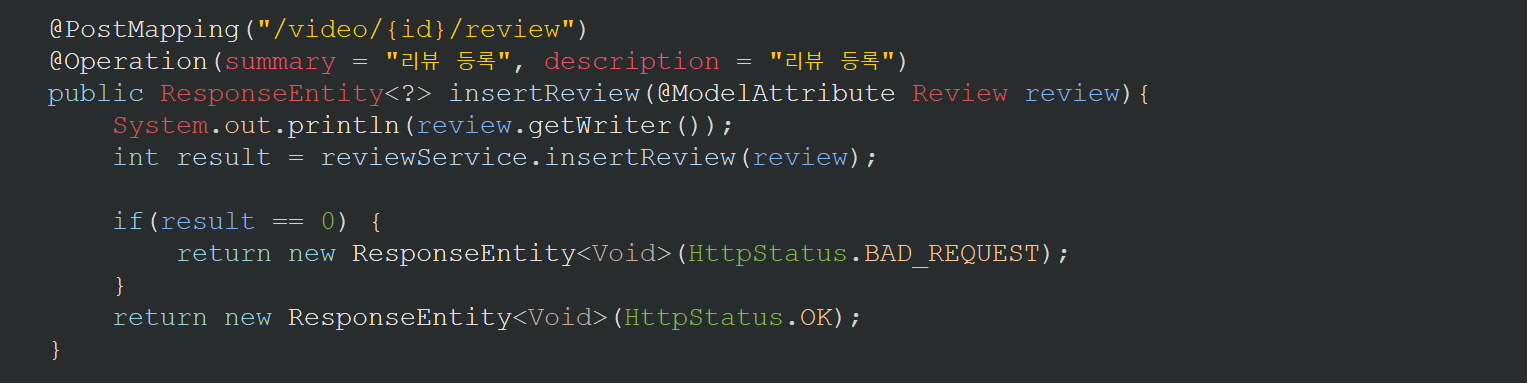 @PostMapping("/video/{id}/review")
@Operation(summary = "리뷰 등록", description = "리뷰 등록")
public ResponseEntity<?> insertReview(@ModelAttribute Review review){
    System.out.println(review.getWriter());
    int result = reviewService.insertReview(review);

    if(result == 0) {
        return new ResponseEntity<Void>(HttpStatus.BAD_REQUEST);
    }
    return new ResponseEntity<Void>(HttpStatus.OK);
}